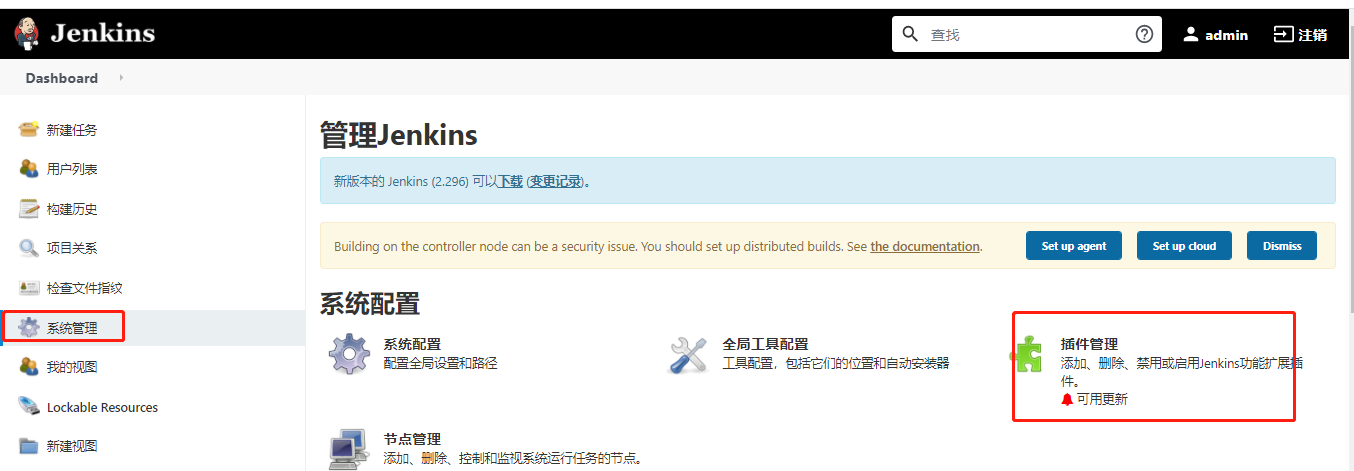 Jenkins
查找
admin
注销
Dashboard
新建任务
用户列表
构建历史
项目关系
检查文件指纹
系统管理
我的视图
Lockable Resources
新建视图
管理Jenkins
新版本的 Jenkins (2.296) 可以下载 (变更记录)。
Building on the controller node can be a security issue. You should set up distributed builds. See the documentation.
Set up agent
Set up cloud
Dismiss
系统配置
系统配置
配置全局设置和路径
全局工具配置
工具配置，包括它们的位置和自动安装器
插件管理
添加、删除、禁用或启用Jenkins功能扩展插
件。
可用更新
节点管理
添加、删除、控制和监视系统运行任务的节点。